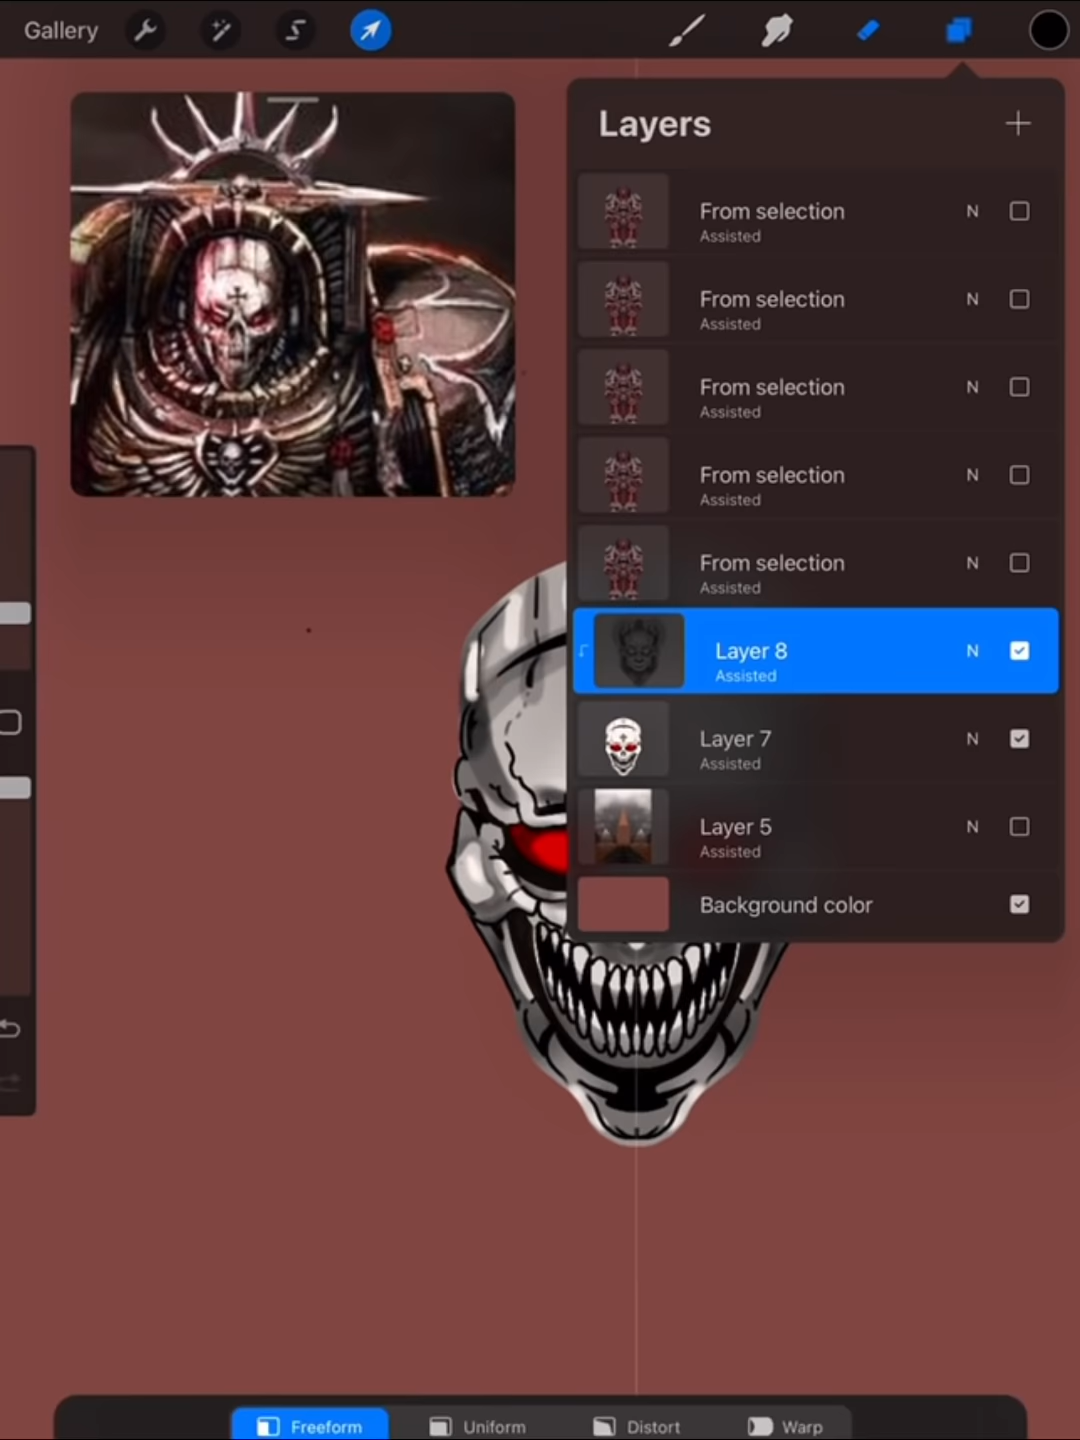 Gallery
Layers
From selection
N
Assisted
From selection
N
Assisted
From selection
N
Assisted
From selection
N
Assisted
From selection
N
Assisted
Layer 8
N
Assisted
Layer 7
N
Assisted
Layer 5
N
Assisted
Background color
Freeform
Uniform
Distort
Warp